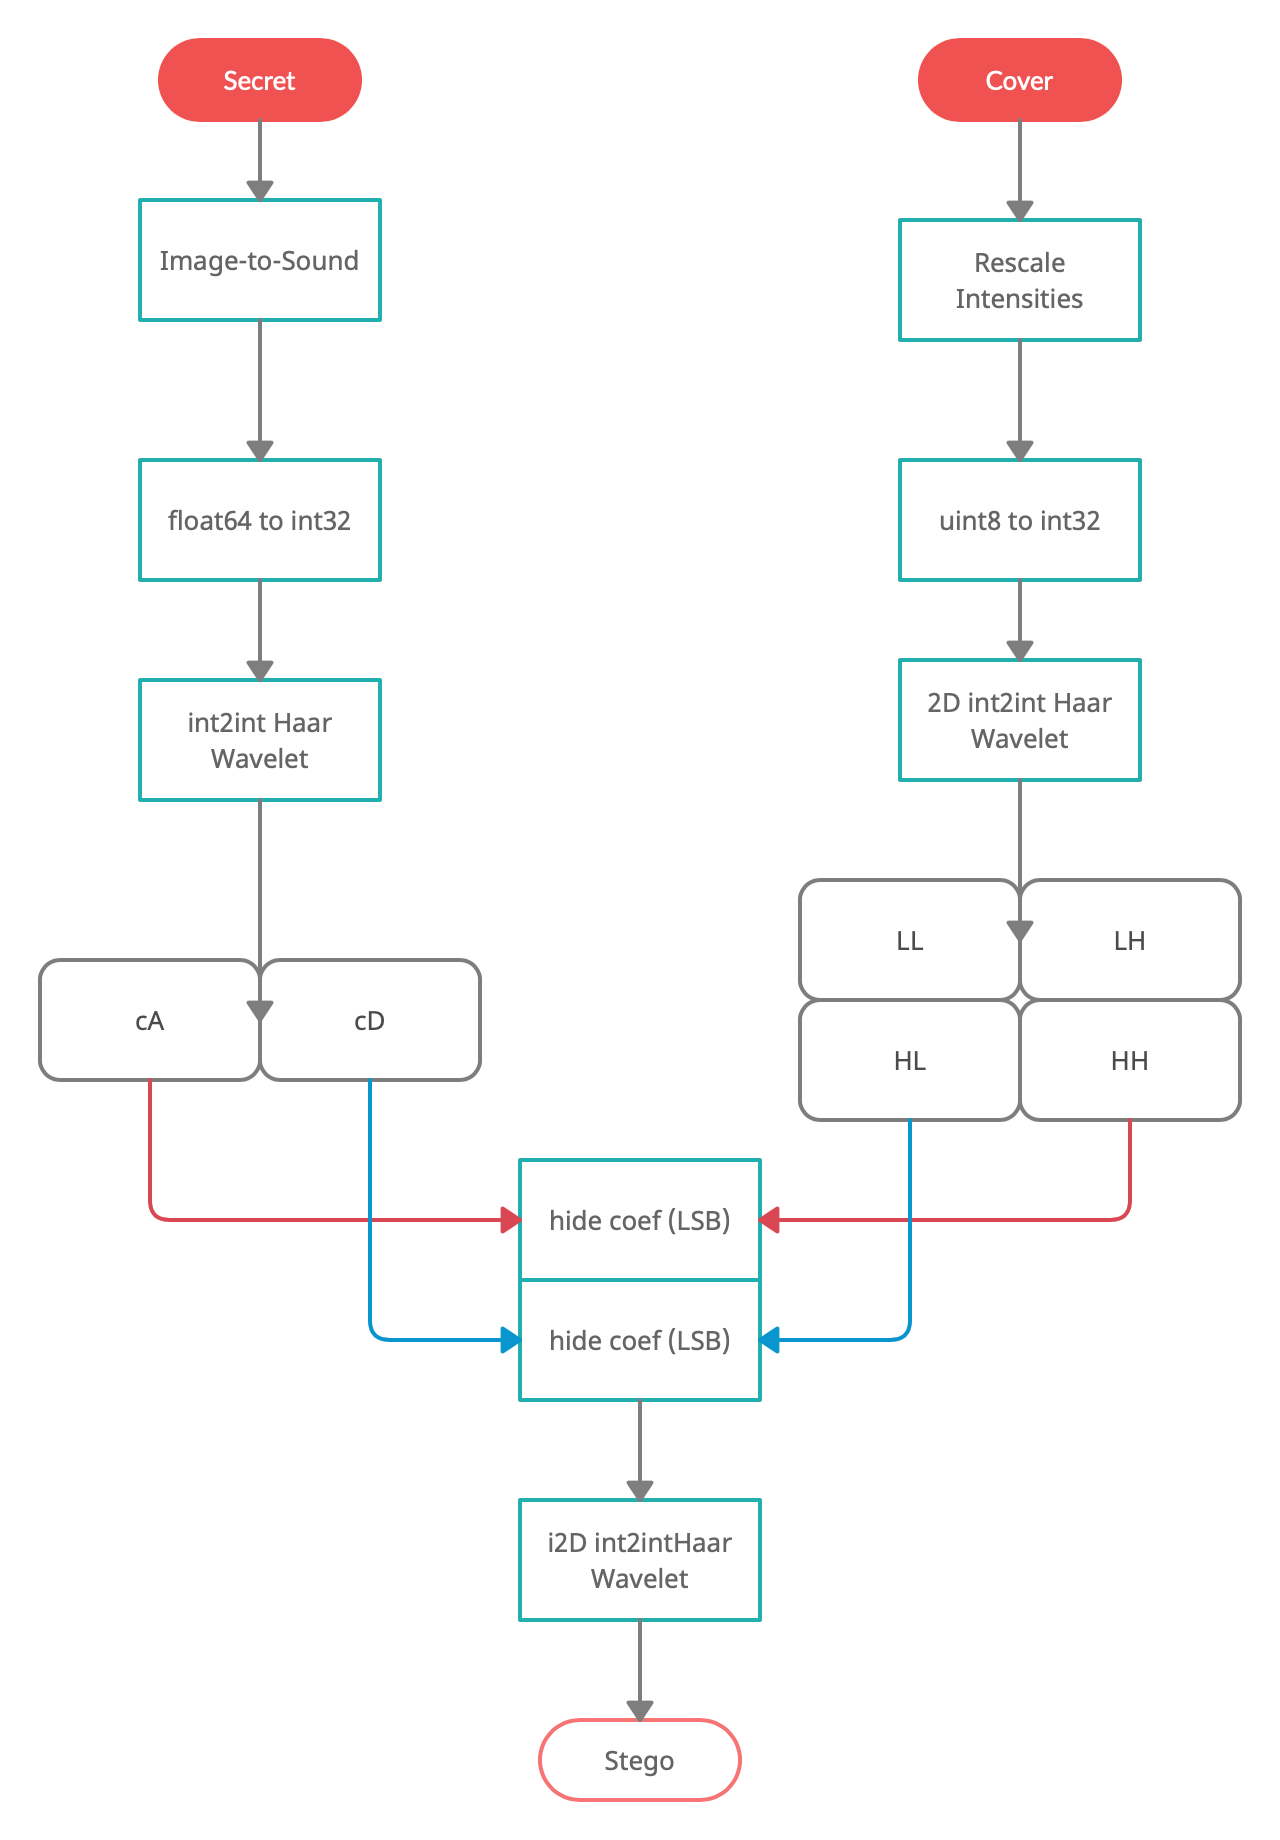 Secret
Cover
Image-to-Sound
Rescale
Intensities
float64 to int32
uint8 to int32
int2int Haar
Wavelet
2D int2int Haar
Wavelet
cA
cD
LL
LH
HL
HH
hide coef (LSB)
hide coef (LSB)
i2D int2intHaar
Wavelet
Stego